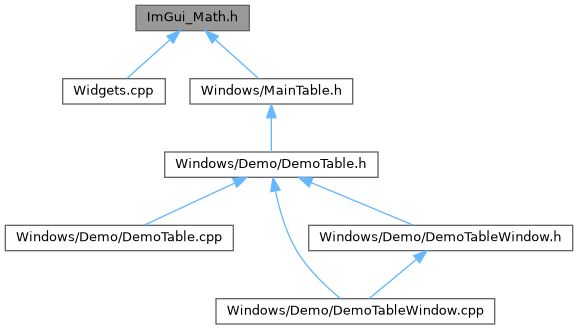 ImGui_Math.h
Widgets.cpp
Windows/MainTable.h
Windows/Demo/DemoTable.h
Windows/Demo/DemoTable.cpp
Windows/Demo/DemoTableWindow.h
Windows/Demo/DemoTableWindow.cpp